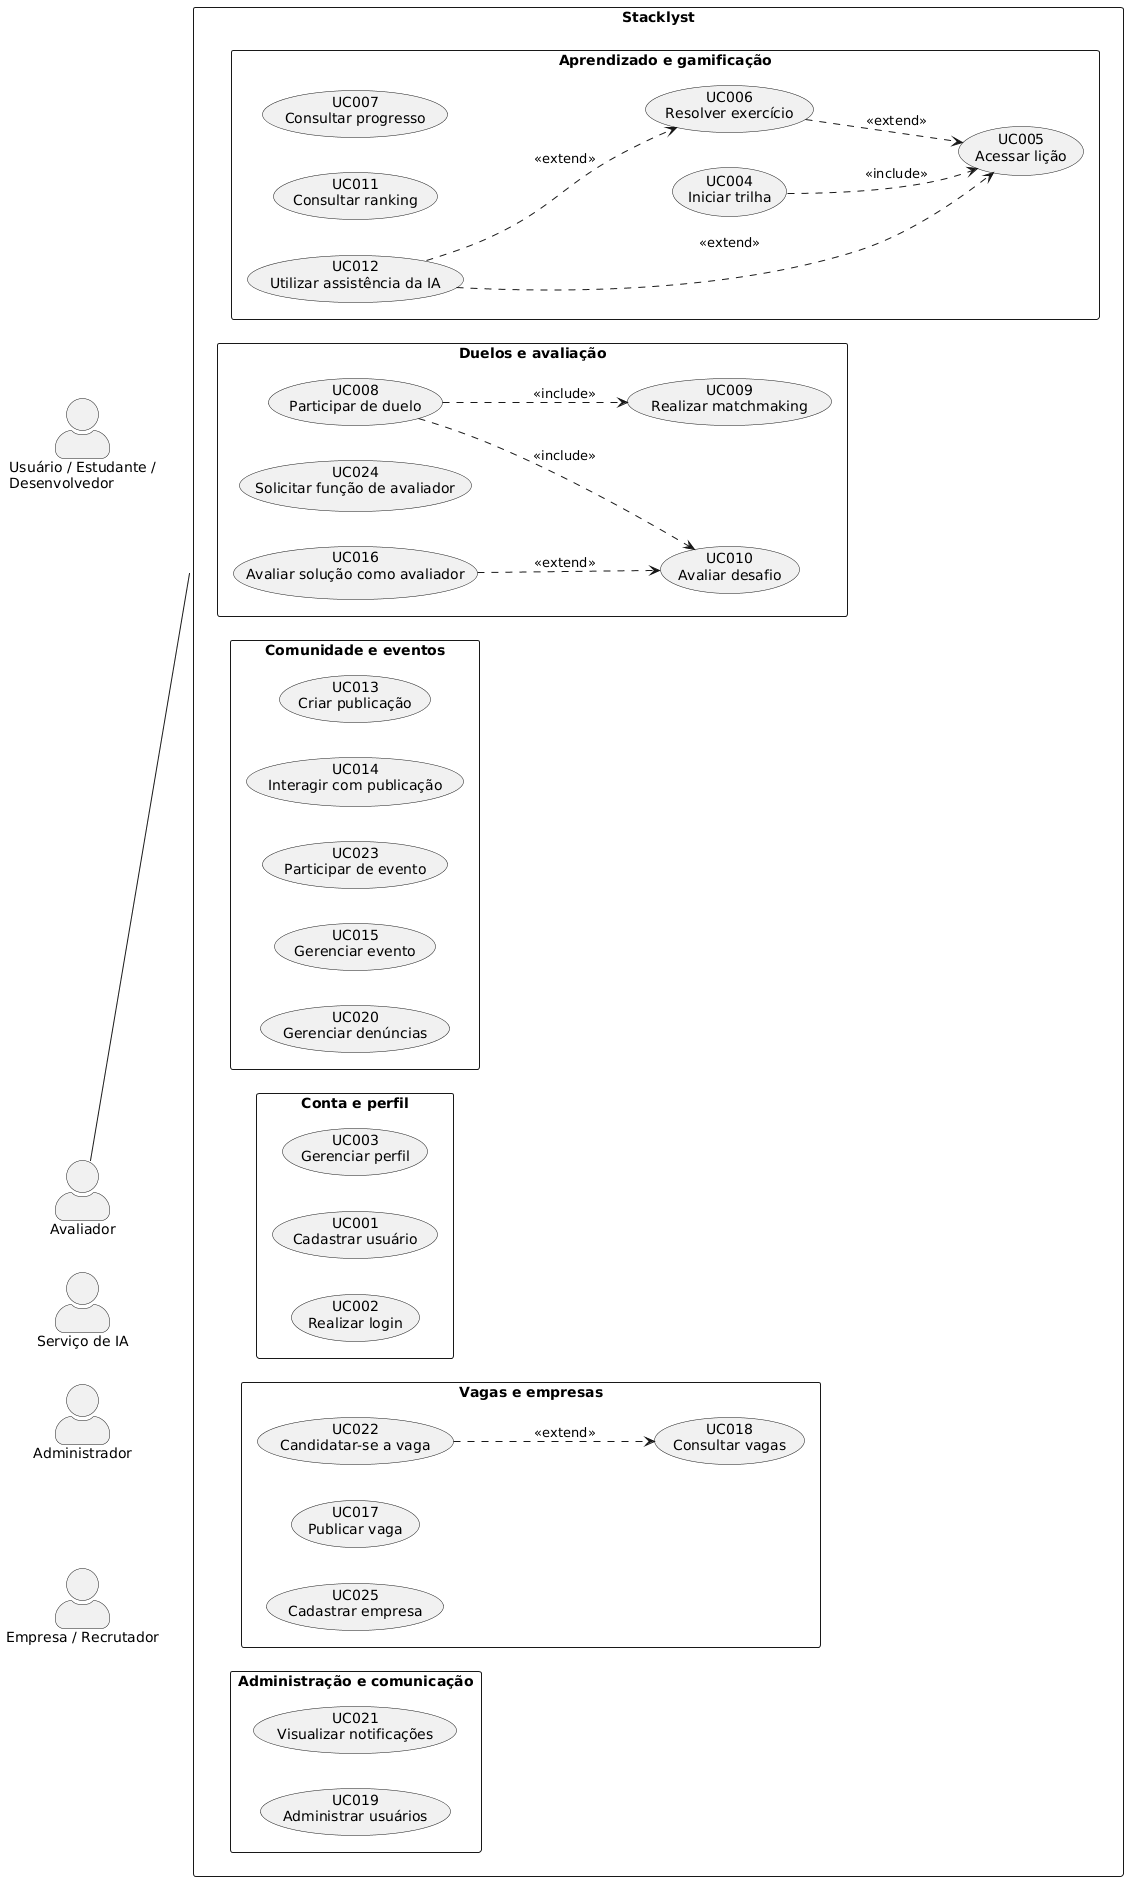 Stacklyst
Aprendizado e gamificação
UC007
Consultar progresso
UC011
Consultar ranking
UC012
Utilizar assistência da IA
UC006
Resolver exercício
UC004
Iniciar trilha
UC005
Acessar lição
«extend»
«extend»
«include»
«extend»
Duelos e avaliação
UC008
Participar de duelo
«include»
UC009
Realizar matchmaking
UC024
Solicitar função de avaliador
«include»
UC016
Avaliar solução como avaliador
«extend»
UC010
Avaliar desafio
Usuário / Estudante /
Desenvolvedor
Comunidade e eventos
UC013
Criar publicação
UC014
Interagir com publicação
UC023
Participar de evento
UC015
Gerenciar evento
UC020
Gerenciar denúncias
Conta e perfil
UC003
Gerenciar perfil
UC001
Cadastrar usuário
UC002
Realizar login
Avaliador
Serviço de IA
Administrador
Empresa / Recrutador
Vagas e empresas
UC022
Candidatar-se a vaga
«extend»
UC018
Consultar vagas
UC017
Publicar vaga
UC025
Cadastrar empresa
Administração e comunicação
UC021
Visualizar notificações
UC019
Administrar usuários